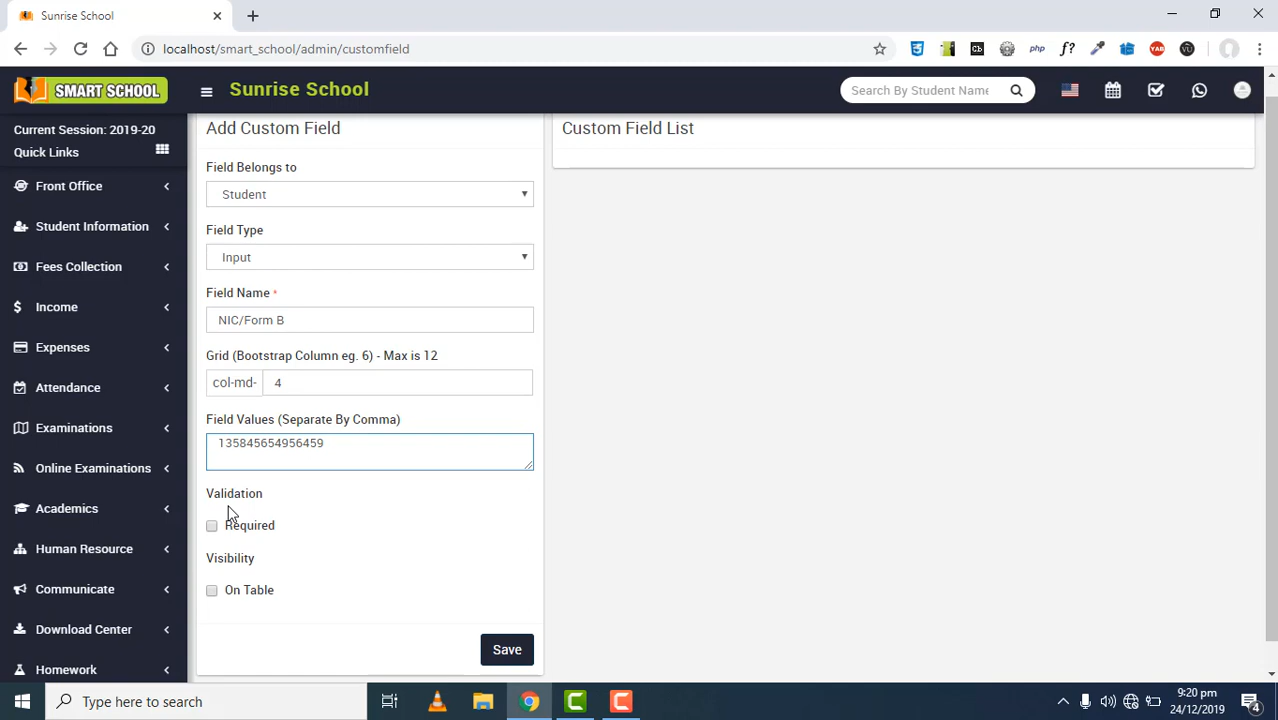 Sunrise School
localhost/smart_school/admin/customfield
SMART SCHOOL
Sunrise School
Search By Student Name
Current Session: 2019-20
Quick Links
Front Office
Student Information
Fees Collection
Income
Expenses
Attendance
Examinations
Online Examinations
Academics
Human Resource
Communicate
Download Center
Homework
Add Custom Field
Field Belongs to
Student
Field Type
Input
Field Name *
NIC/Form B
Grid (Bootstrap Column eg. 6) - Max is 12
col-md- 4
Field Values (Separate By Comma)
135845654956459
Validation
Required
Visibility
On Table
Save
Custom Field List
Type here to search
9:20 pm
24/12/2019
4